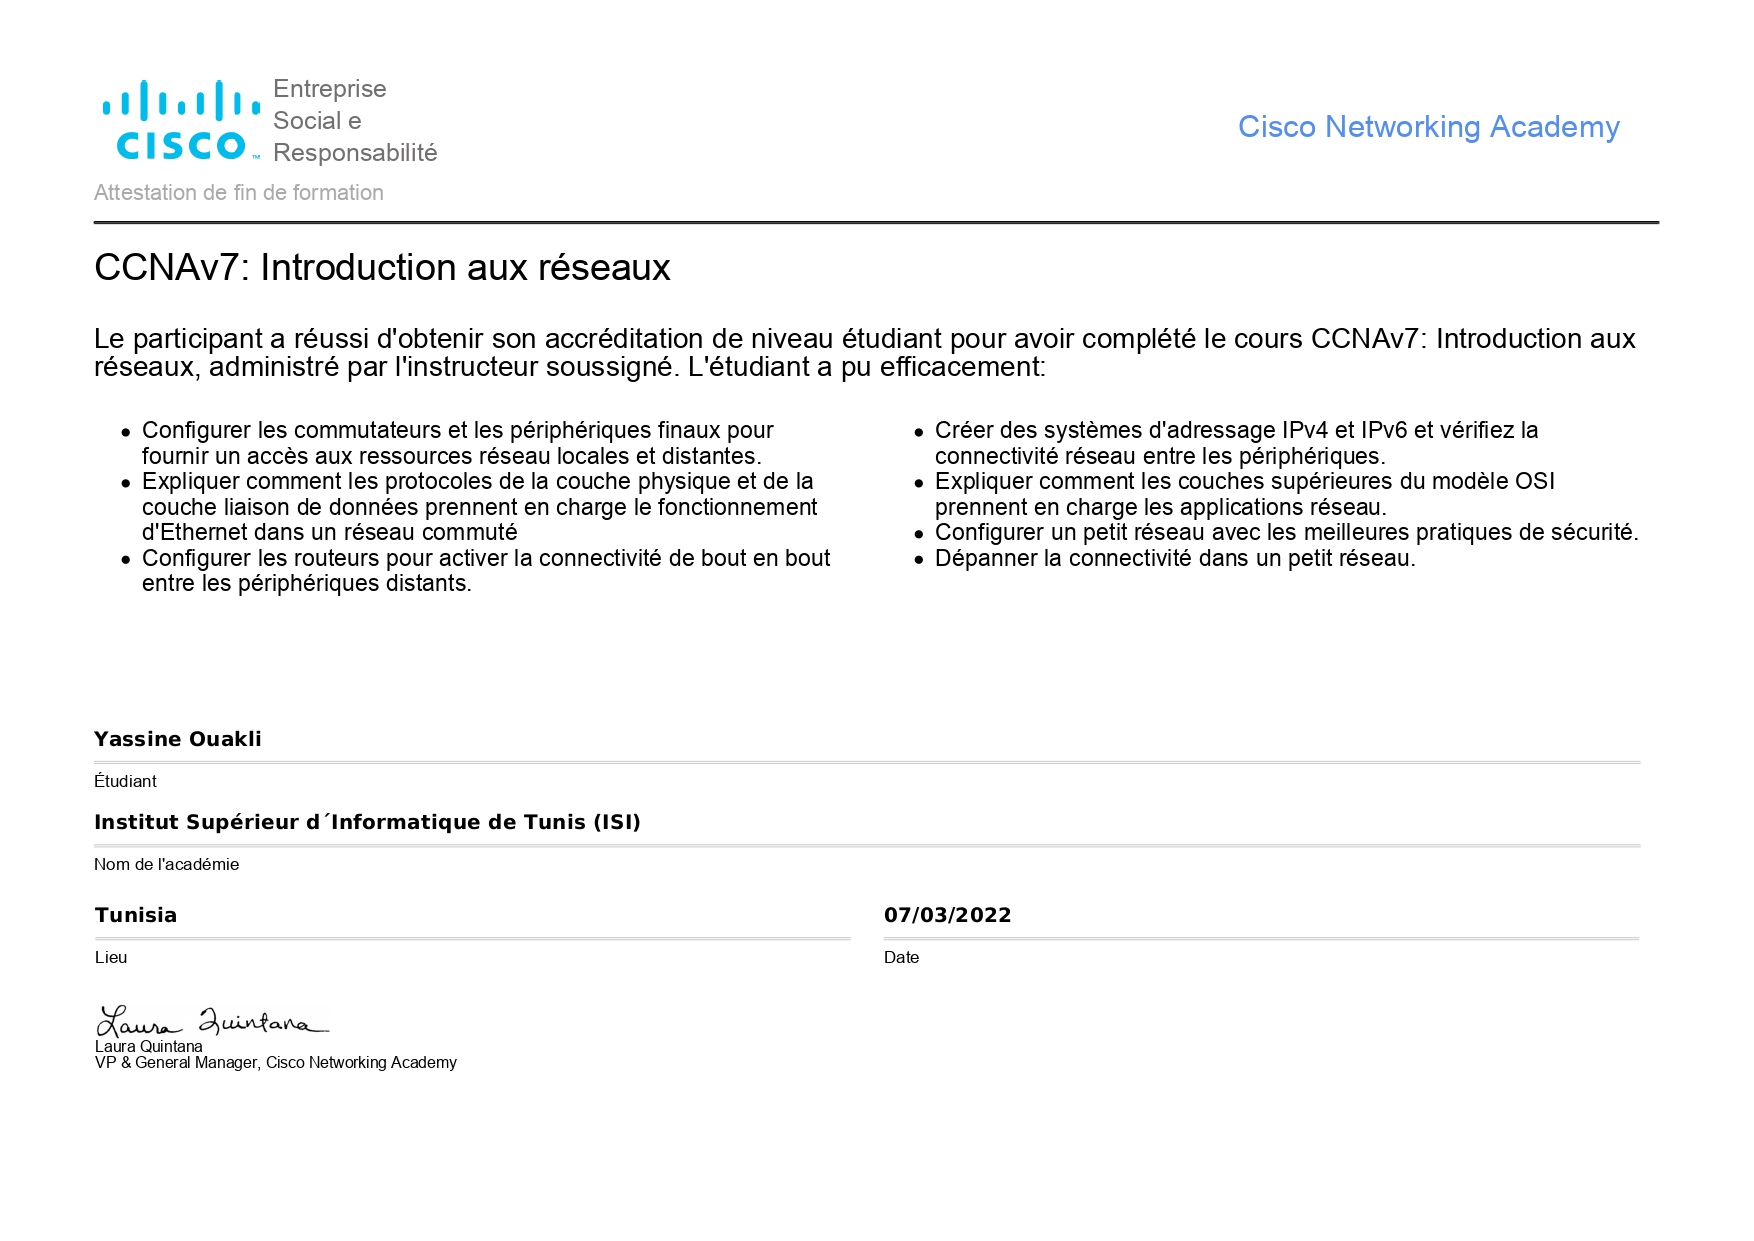 CISCO™
Entreprise
Social e
Responsabilité
Cisco Networking Academy
Attestation de fin de formation
CCNAv7: Introduction aux réseaux
Le participant a réussi d'obtenir son accréditation de niveau étudiant pour avoir complété le cours CCNAv7: Introduction aux
réseaux, administré par l'instructeur soussigné. L'étudiant a pu efficacement:
• Configurer les commutateurs et les périphériques finaux pour
fournir un accès aux ressources réseau locales et distantes.
• Expliquer comment les protocoles de la couche physique et de la
couche liaison de données prennent en charge le fonctionnement
d'Ethernet dans un réseau commuté
• Configurer les routeurs pour activer la connectivité de bout en bout
entre les périphériques distants.
• Créer des systèmes d'adressage IPv4 et IPv6 et vérifiez la
connectivité réseau entre les périphériques.
• Expliquer comment les couches supérieures du modèle OSI
prennent en charge les applications réseau.
• Configurer un petit réseau avec les meilleures pratiques de sécurité.
• Dépanner la connectivité dans un petit réseau.
Yassine Ouakli
Étudiant
Institut Supérieur d´Informatique de Tunis (ISI)
Nom de l'académie
Tunisia
Lieu
07/03/2022
Date
Laura Quintana
Laura Quintana
VP & General Manager, Cisco Networking Academy